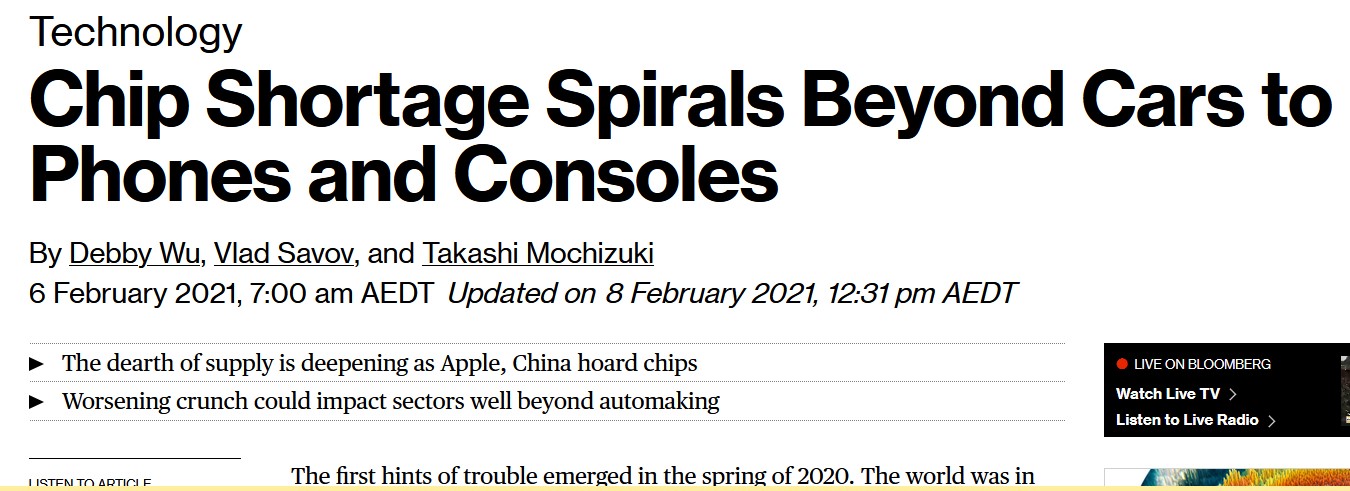 Technology
Chip Shortage Spirals Beyond Cars to
Phones and Consoles
By Debby Wu, Vlad Savov, and Takashi Mochizuki
6 February 2021, 7:00 am AEDT Updated on 8 February 2021, 12:31 pm AEDT
► The dearth of supply is deepening as Apple, China hoard chips
► Worsening crunch could impact sectors well beyond automaking
LIVE ON BLOOMBERG
Watch Live TV >
Listen to Live Radio >
LISTEN TO ARTICLE
The first hints of trouble emerged in the spring of 2020. The world was in